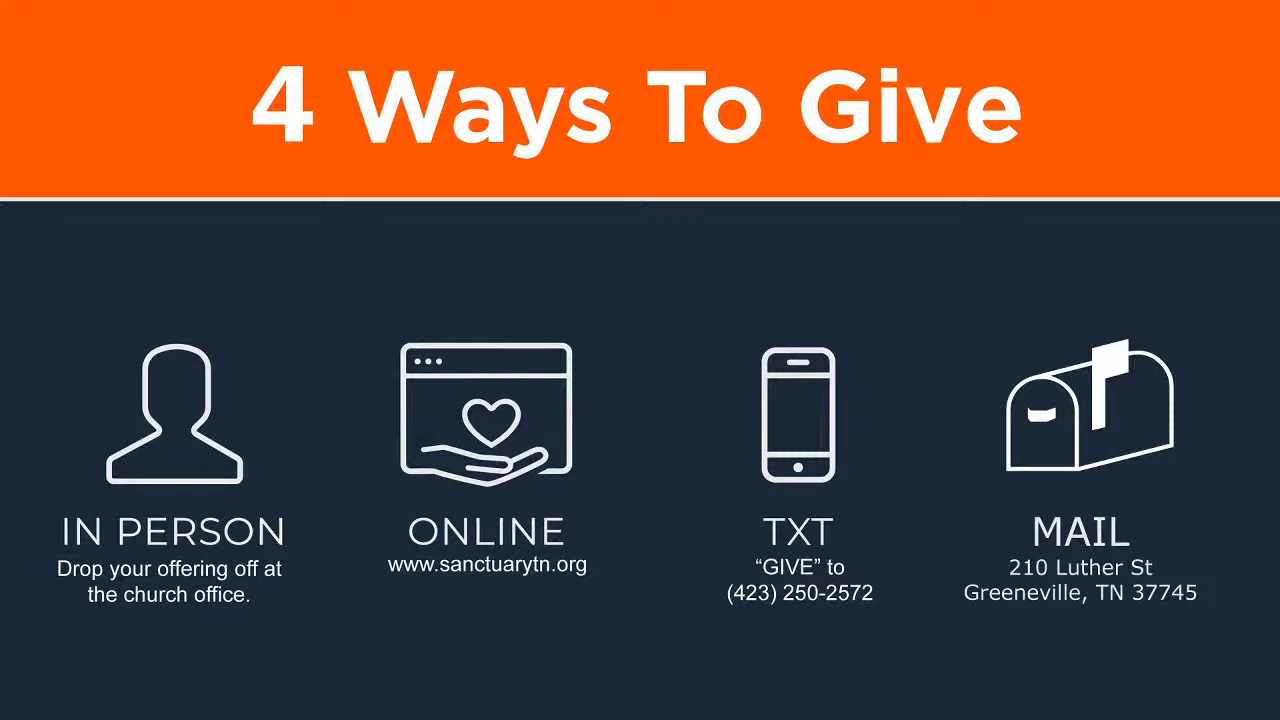 4 Ways To Give
IN PERSON
Drop your offering off at
the church office.
ONLINE
www.sanctuarytn.org
TXT
“GIVE” to
(423) 250-2572
MAIL
210 Luther St
Greeneville, TN 37745